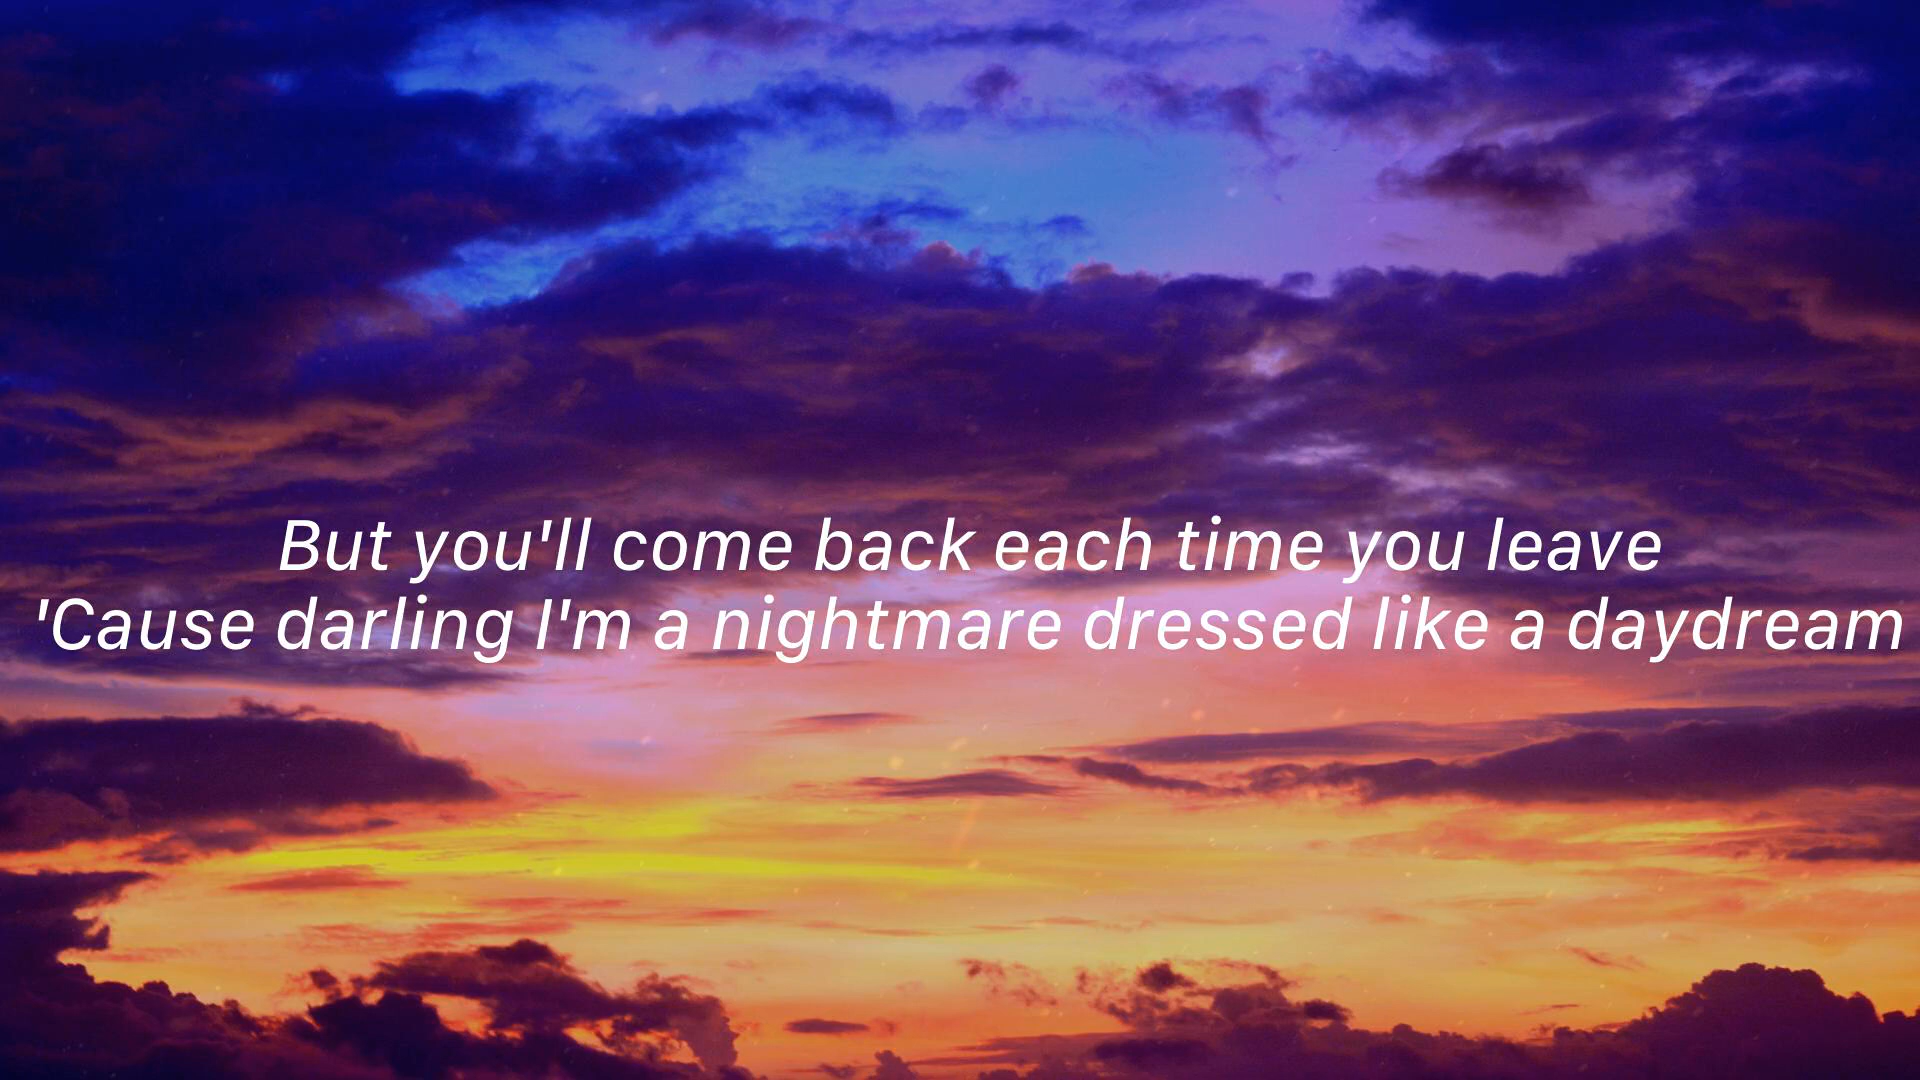 But you'll come back each time you leave
'Cause darling I'm a nightmare dressed like a daydream